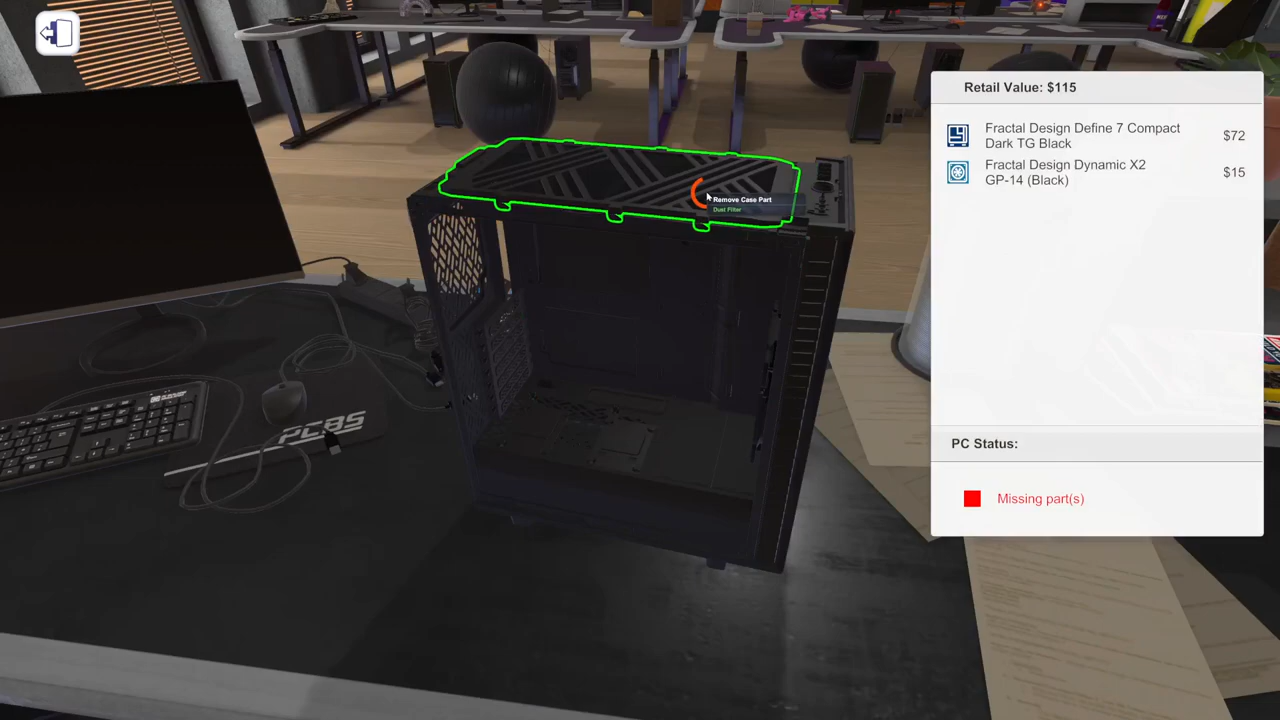 Retail Value: $115
Fractal Design Define 7 Compact
Dark TG Black
$72
Fractal Design Dynamic X2
GP-14 (Black)
$15
Remove Case Part
Dust Filter
PCBS
PC Status:
Missing part(s)